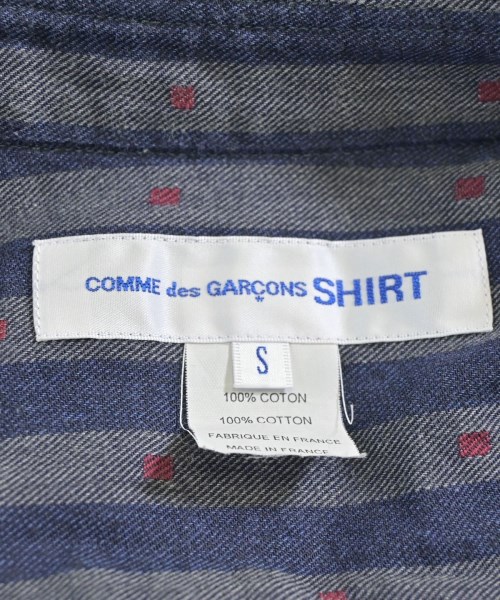 COMME des GARÇONS SHIRT
S
100% COTON
100% COTTON
FABRIQUE EN FRANCE
MADE IN FRANCE